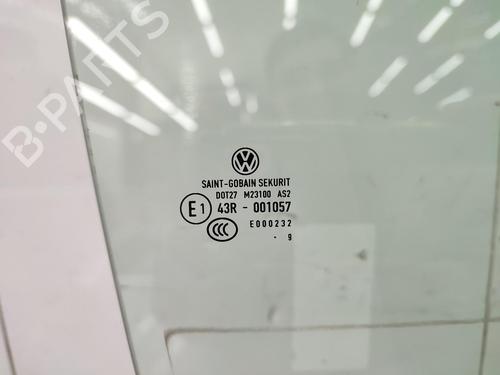 B-PARTS
SAINT-GOBAIN SEKURIT
DOT27 M23100 AS2
E1 43R - 001057
CCC E000232
. 9